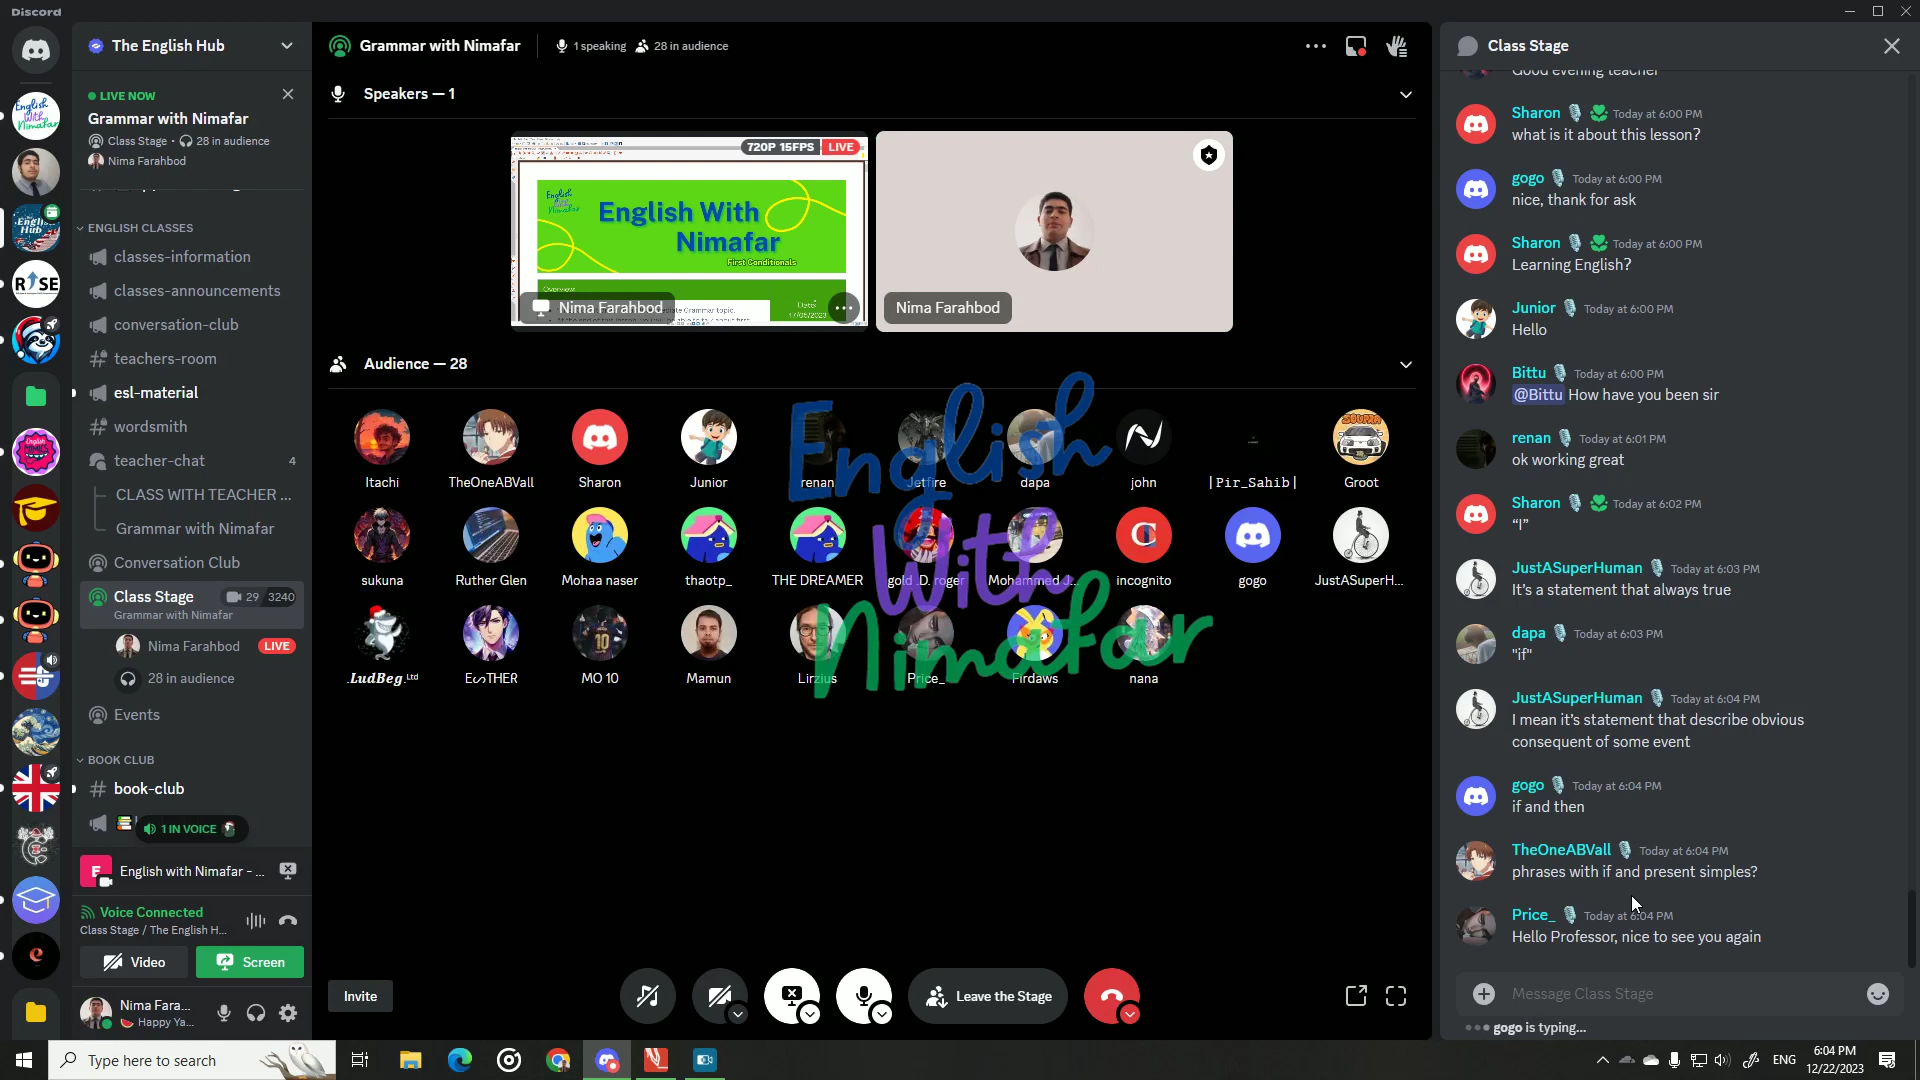 Discord
The English Hub
LIVE NOW
Grammar with Nimafar
Class Stage • 28 in audience
Nima Farahbod
ENGLISH CLASSES
classes-information
classes-announcements
conversation-club
teachers-room
esl-material
wordsmith
teacher-chat 4
CLASS WITH TEACHER ...
Grammar with Nimafar
Conversation Club
Class Stage 29 3240
Grammar with Nimafar
Nima Farahbod LIVE
28 in audience
Events
BOOK CLUB
book-club
1 IN VOICE
English with Nimafar - ...
Voice Connected
Class Stage / The English H...
Video Screen
Nima Fara...
Happy Ya...
Grammar with Nimafar 1 speaking 28 in audience
Speakers — 1
720P 15FPS LIVE
English With Nimafar
English With
Nimafar
First Conditionals
Overview
Date:
17/06/2023
Nima Farahbod
Nima Farahbod
Audience — 28
English
With
Nimafar
Itachi TheOneABVall Sharon Junior renan Jetfire dapa john |Pir_Sahib| Groot
sukuna Ruther Glen Mohaa naser thaotp_ THE DREAMER gold .D. roger Mohammed J... incognito gogo JustASuperH...
.LudBeg.Ltd EᔕTHER MO 10 Mamun Lirzius Price_ Firdaws nana
Invite
Leave the Stage
Class Stage
Good evening teacher
Sharon Today at 6:00 PM
what is it about this lesson?
gogo Today at 6:00 PM
nice, thank for ask
Sharon Today at 6:00 PM
Learning English?
Junior Today at 6:00 PM
Hello
Bittu Today at 6:00 PM
@Bittu How have you been sir
renan Today at 6:01 PM
ok working great
Sharon Today at 6:02 PM
“I”
JustASuperHuman Today at 6:03 PM
It’s a statement that always true
dapa Today at 6:03 PM
"if"
JustASuperHuman Today at 6:04 PM
I mean it’s statement that describe obvious
consequent of some event
gogo Today at 6:04 PM
if and then
TheOneABVall Today at 6:04 PM
phrases with if and present simples?
Price_ Today at 6:04 PM
Hello Professor, nice to see you again
Message Class Stage
gogo is typing...
Type here to search
ENG
6:04 PM
12/22/2023